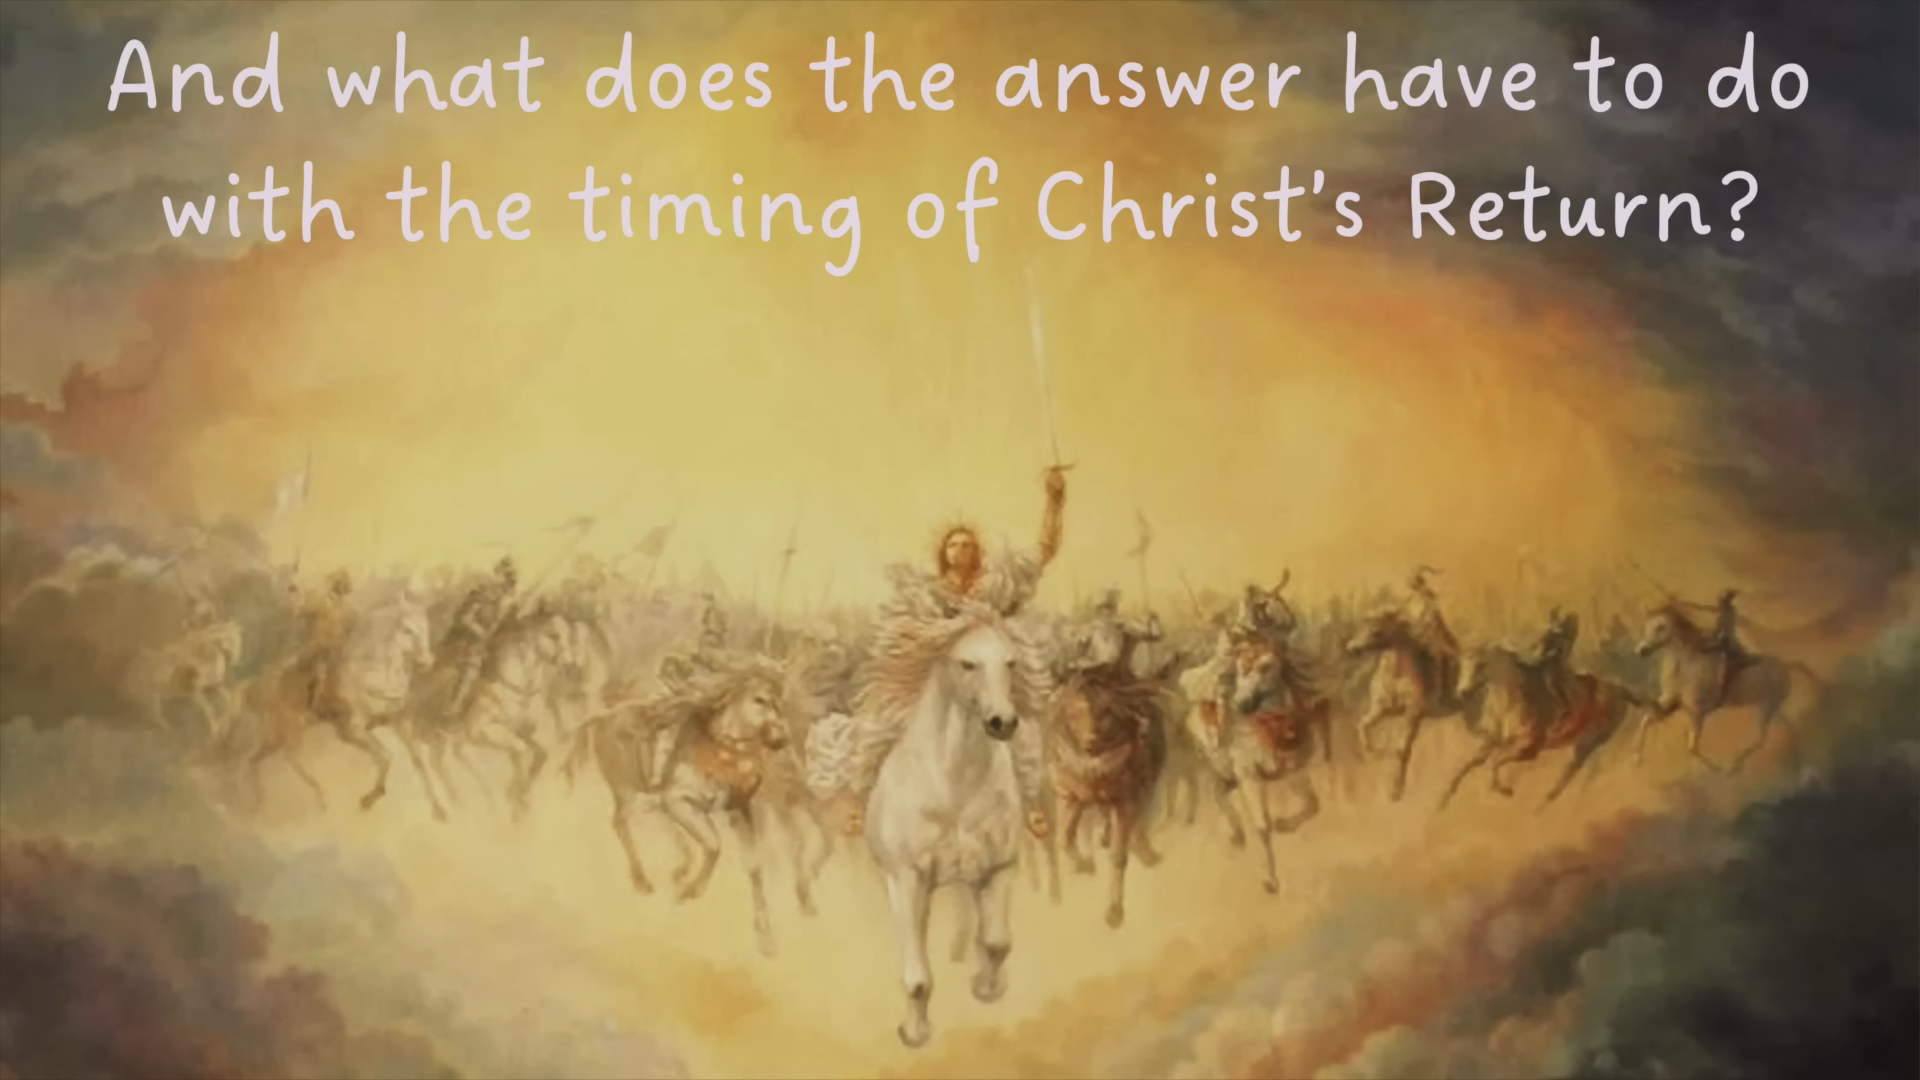 And what does the answer have to do
with the timing of Christ's Return?